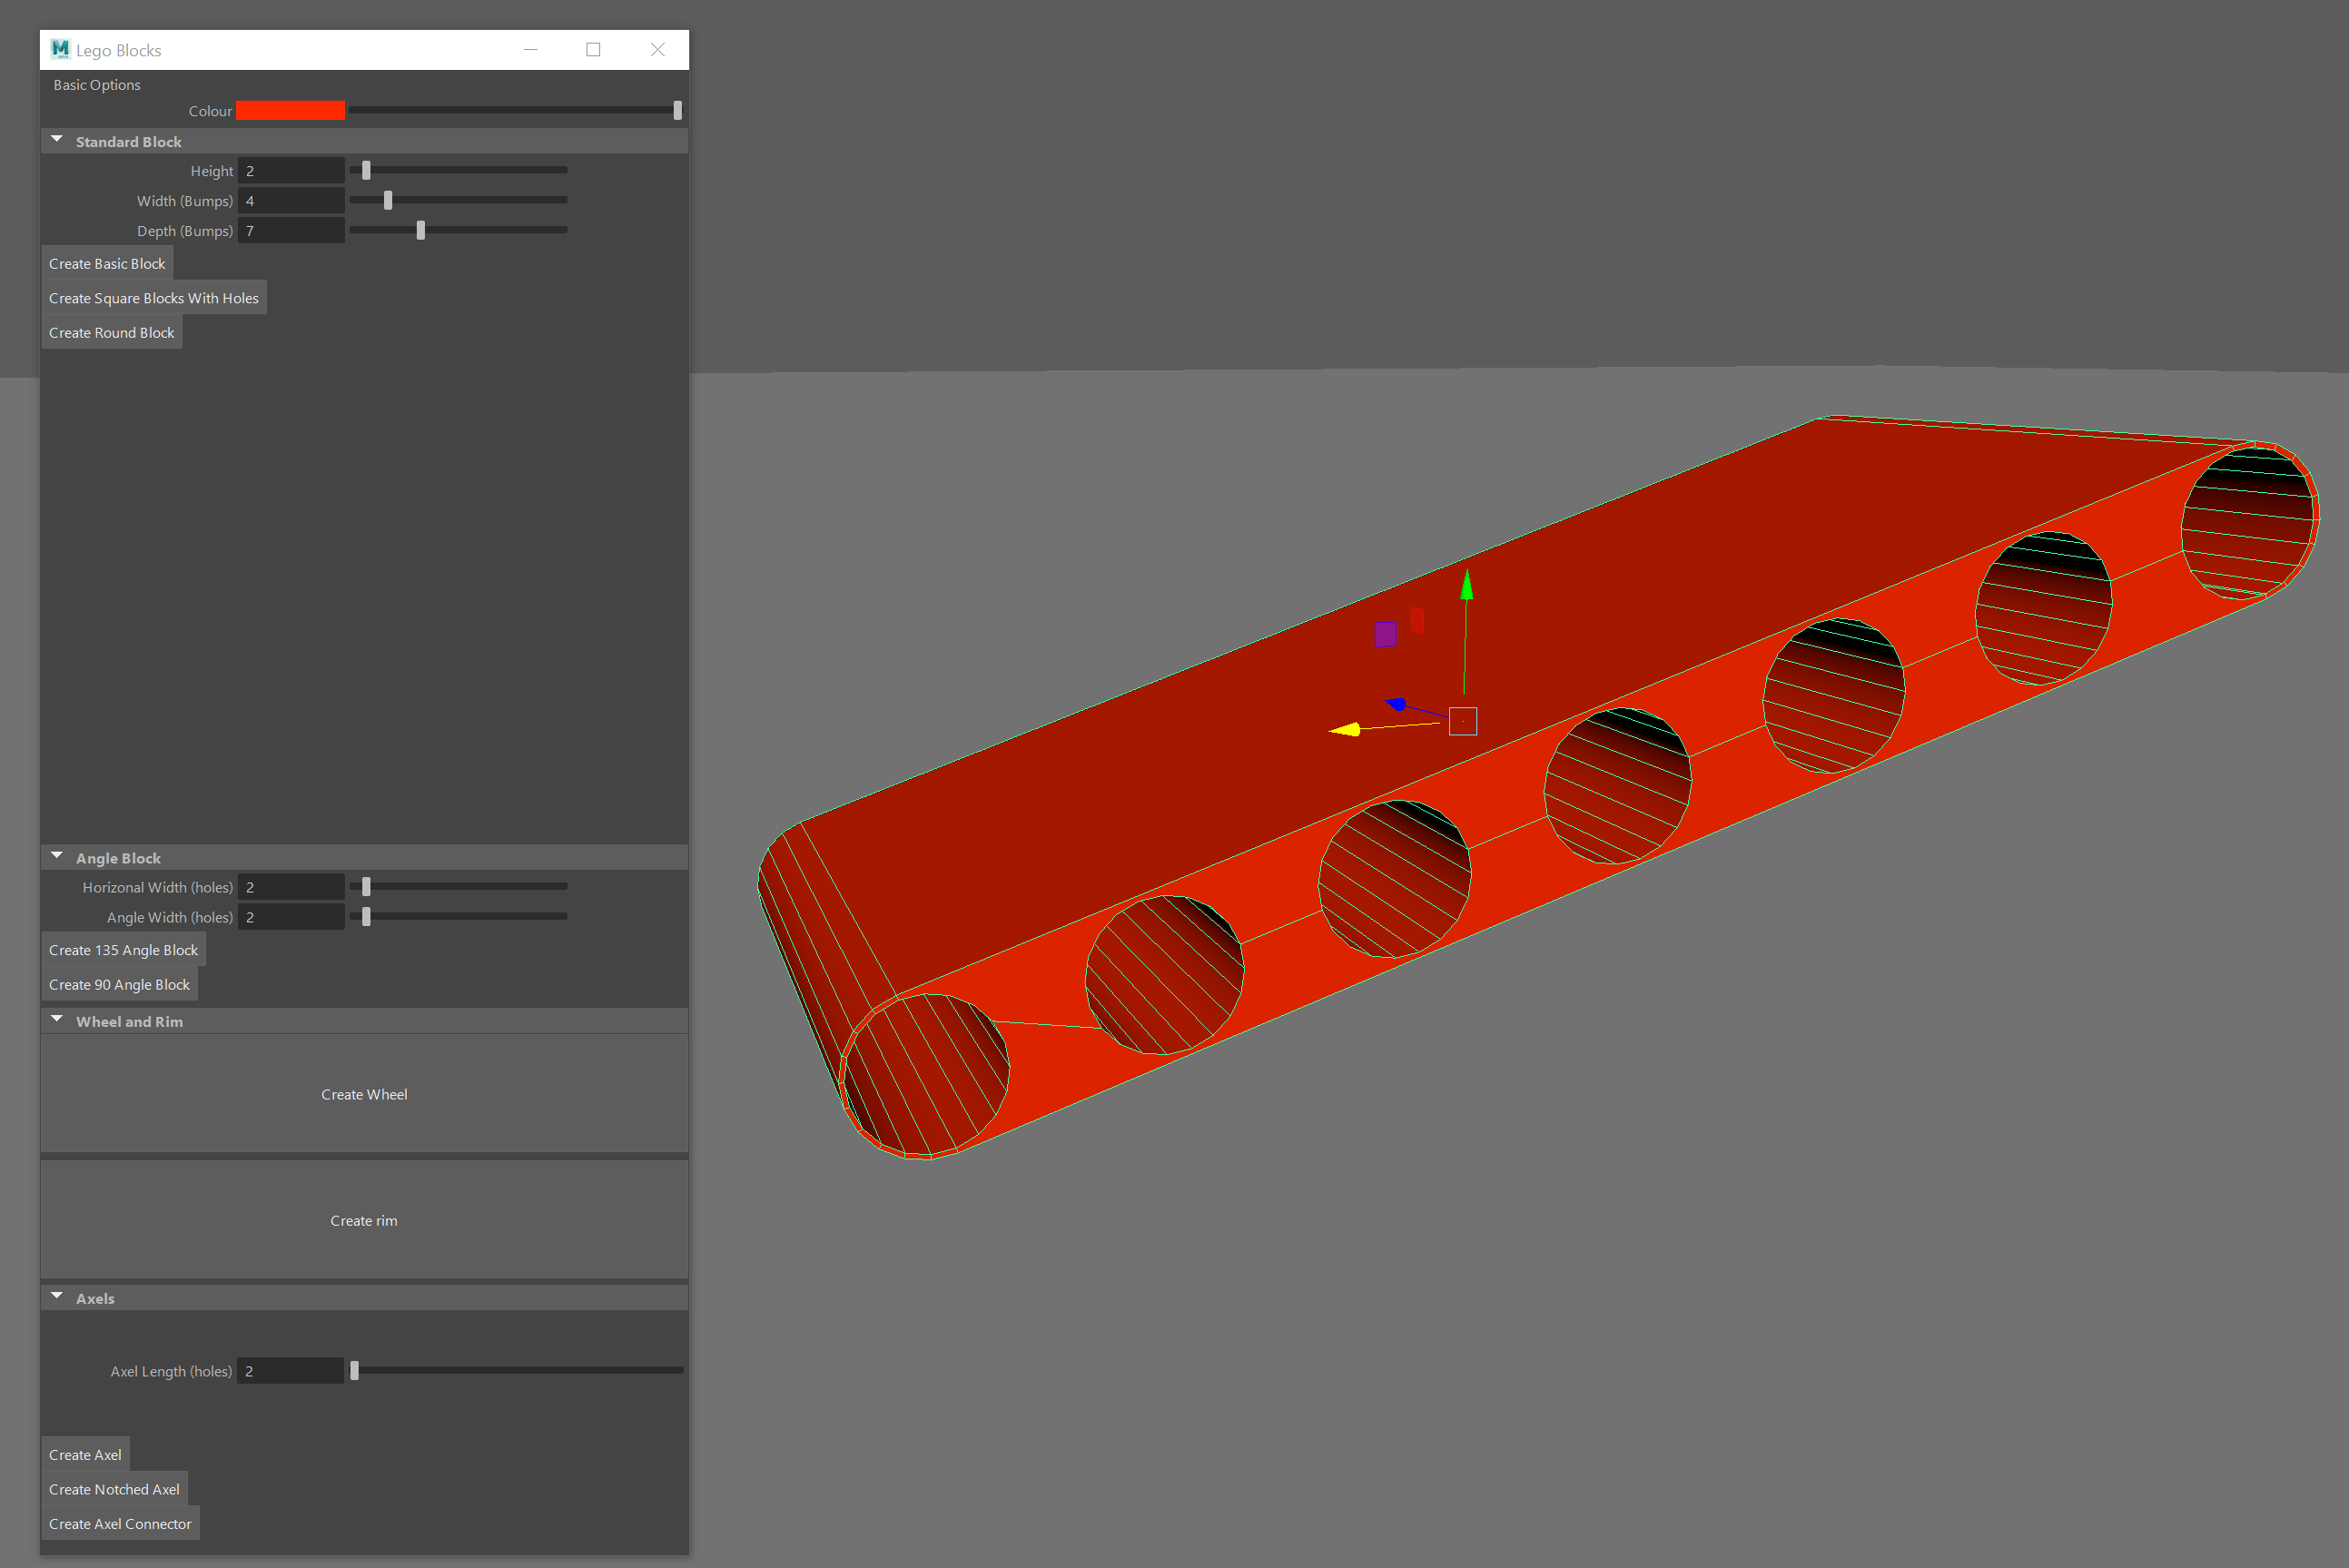 Lego Blocks
Basic Options
Colour
Standard Block
Height 2
Width (Bumps) 4
Depth (Bumps) 7
Create Basic Block
Create Square Blocks With Holes
Create Round Block
Angle Block
Horizonal Width (holes) 2
Angle Width (holes) 2
Create 135 Angle Block
Create 90 Angle Block
Wheel and Rim
Create Wheel
Create rim
Axels
Axel Length (holes) 2
Create Axel
Create Notched Axel
Create Axel Connector